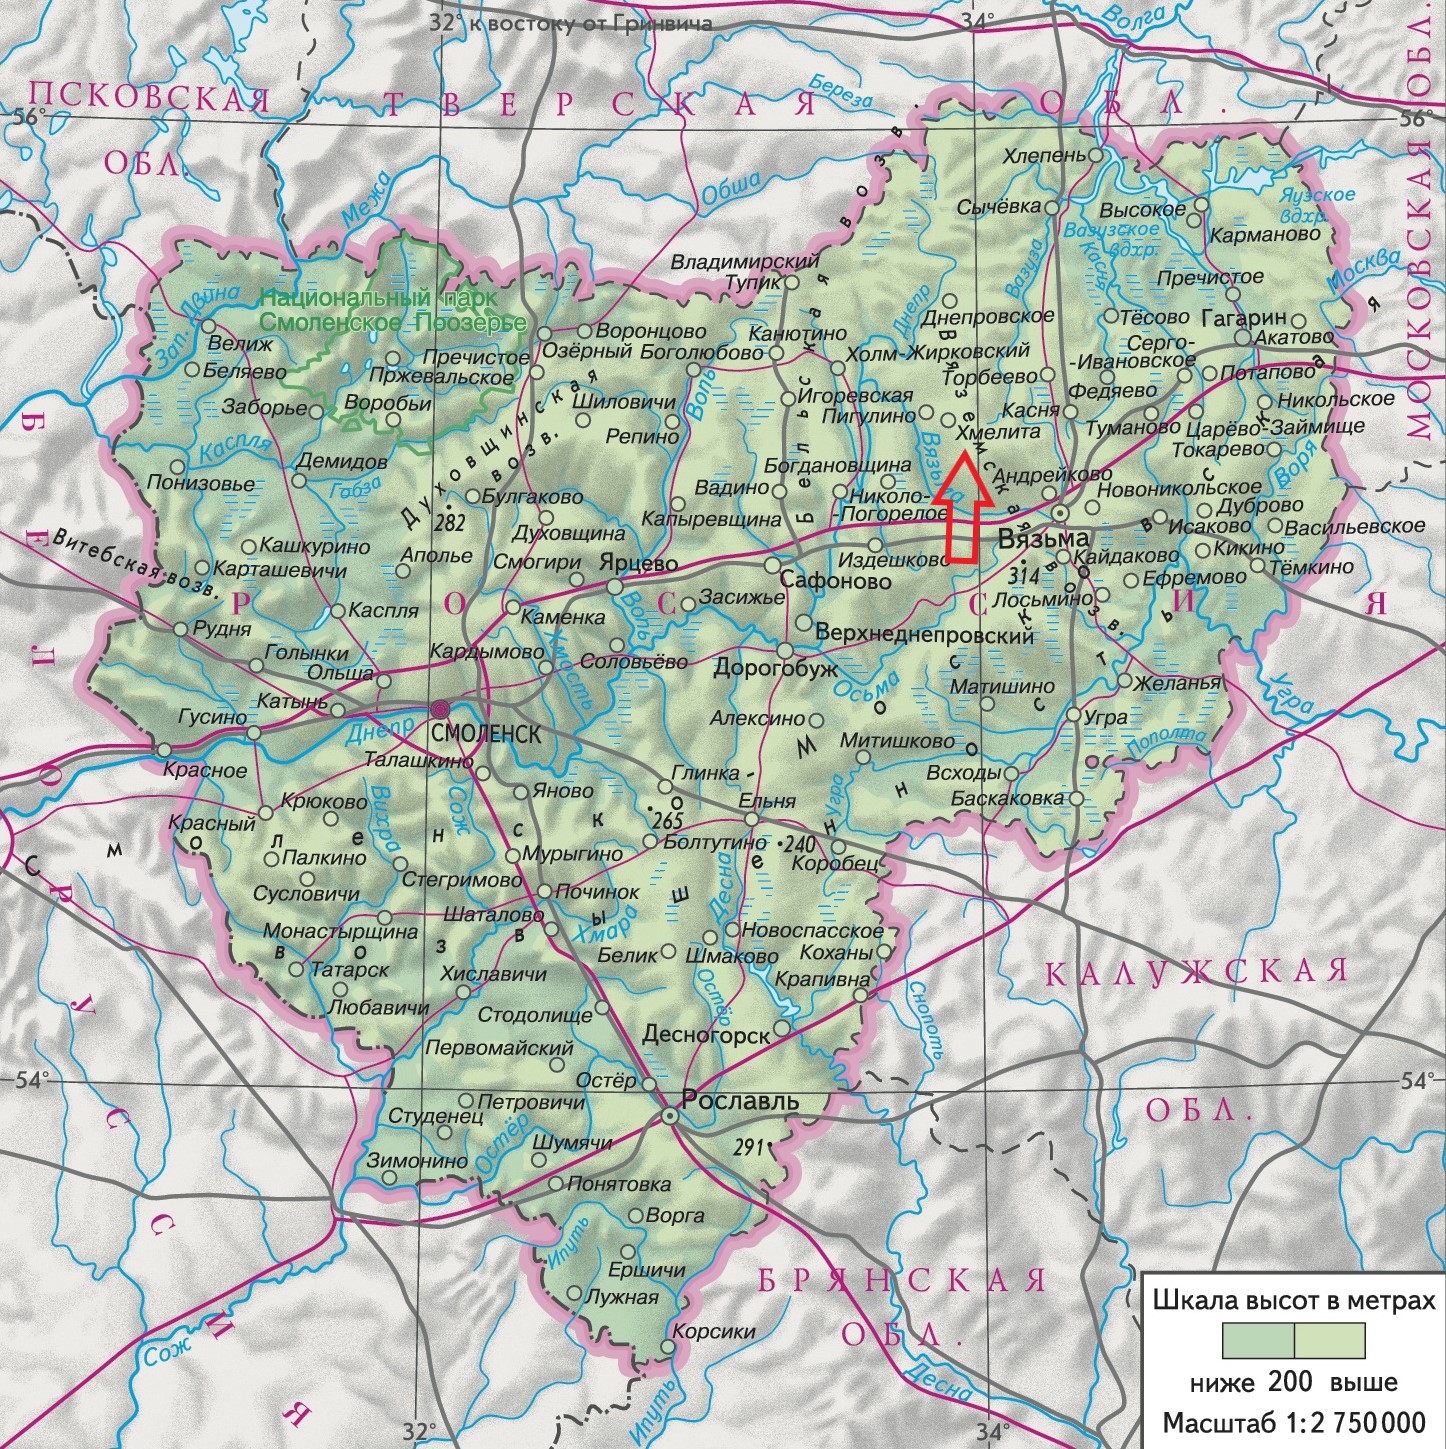 32° к востоку от Гринвича
34°
Волга
ПСКОВСКАЯ
ОБЛ.
ТВЕРСКАЯ ОБЛ.
МОСКОВСКАЯ ОБЛ.
56°
56°
Береза
Межа
Обша
Хлепень
Сычёвка
Высокое
Карманово
Яузское
вдхр.
Вазузское
вдхр.
Вазуза
Касня
Москва
Владимирский
Тупик
Пречистое
Национальный парк
Смоленское Поозерье
Зап. Двина
Велиж
Беляево
Заборье
Воробьи
Пречистое
Пржевальское
Озёрный
Воронцово
Боголюбово
Канютино
Холм-Жирковский
Днепр
Днепровское
Тёсово
Гагарин
Акатово
Серго-
-Ивановское
Потапово
Торбеево
Федяево
Никольское
Касня
Туманово
Царёво-Займище
Токарево
Игоревская
Пигулино
Хмелита
Вязьма
Шиловичи
Репино
Вопь
Каспля
Понизовье
Демидов
Гобза
Духовщинская возв.
282
Булгаково
Духовщина
Капыревщина
Вадино
Богдановщина
Николо-
-Погорелое
Андрейково
Новоникольское
Дуброво
Воря
Исаково
Васильевское
Вязьма
Кайдаково
Кикино
Тёмкино
Ефремово
Лосьмино
314
Вяземская возв.
Бельская возв.
Издешково
Сафоново
Витебская возв.
Кашкурино
Карташевичи
Аполье
Смогири
Ярцево
Засижье
Вопь
Каменка
Каспля
Рудня
Голынки
Ольша
Кардымово
Соловьёво
Хмость
Верхнеднепровский
Дорогобуж
Осьма
Матишино
Желанья
Угра
Катынь
Гусино
Красное
Днепр
СМОЛЕНСК
Талашкино
Алексино
Митишково
Угра
Пополта
Угра
Всходы
Баскаковка
Глинка
Ельня
265
240
Болтутино
Коробец
Яново
Сож
Вихра
Крюково
Красный
Палкино
Сусловичи
Стегримово
Мурыгино
Починок
Шаталово
Монастырщина
Татарск
Любавичи
Хиславичи
Хмара
Десна
Новоспасское
Белик
Шмаково
Коханы
Крапивна
Остёр
Снопоть
Стодолище
Десногорск
Первомайский
Остёр
Петровичи
Студенец
Рославль
291
Остёр
Шумячи
Зимонино
Понятовка
Ворга
Ипуть
Ершичи
Лужная
Корсики
Ипуть
Сож
Десна
Смоленско-Московская возвышенность
БЕЛОРУССИЯ
РОССИЯ
КАЛУЖСКАЯ
ОБЛ.
БРЯНСКАЯ
ОБЛ.
54°
54°
32°
34°
Шкала высот в метрах
ниже 200 выше
Масштаб 1:2 750 000